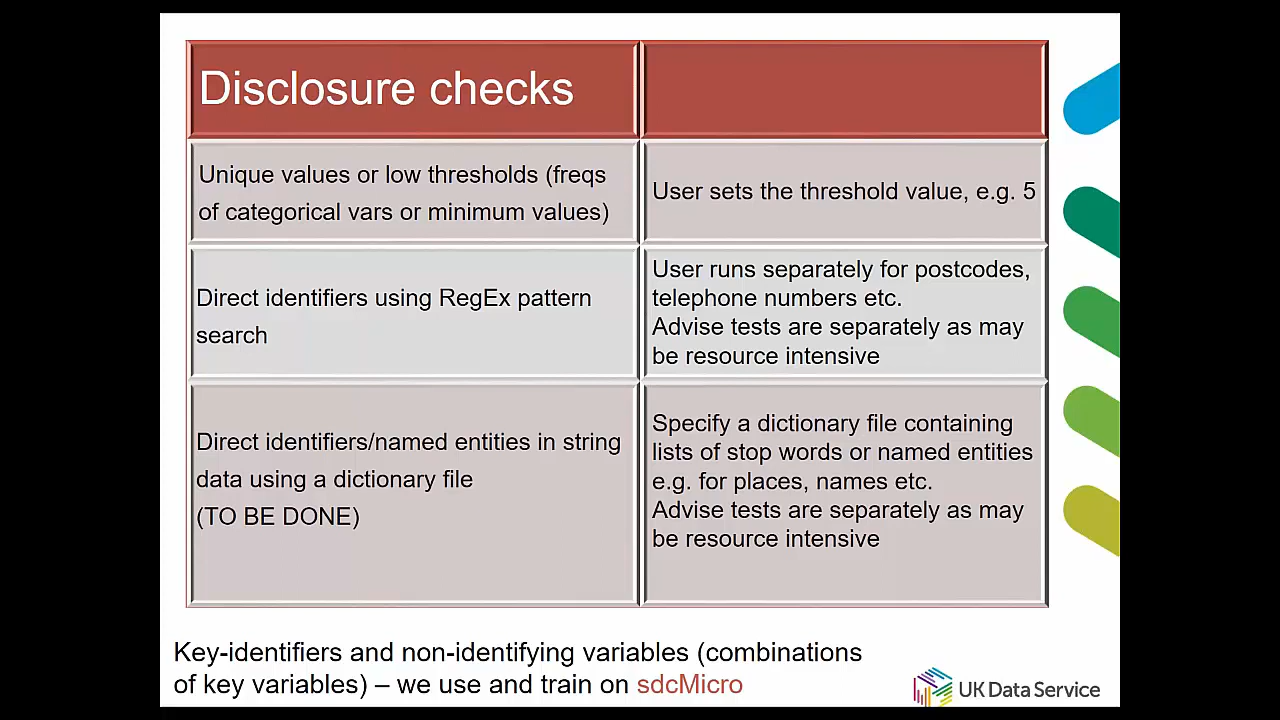 Disclosure checks
Unique values or low thresholds (freqs
of categorical vars or minimum values)
User sets the threshold value, e.g. 5
Direct identifiers using RegEx pattern
search
User runs separately for postcodes,
telephone numbers etc.
Advise tests are separately as may
be resource intensive
Direct identifiers/named entities in string
data using a dictionary file
(TO BE DONE)
Specify a dictionary file containing
lists of stop words or named entities
e.g. for places, names etc.
Advise tests are separately as may
be resource intensive
Key-identifiers and non-identifying variables (combinations
of key variables) – we use and train on sdcMicro
UK Data Service